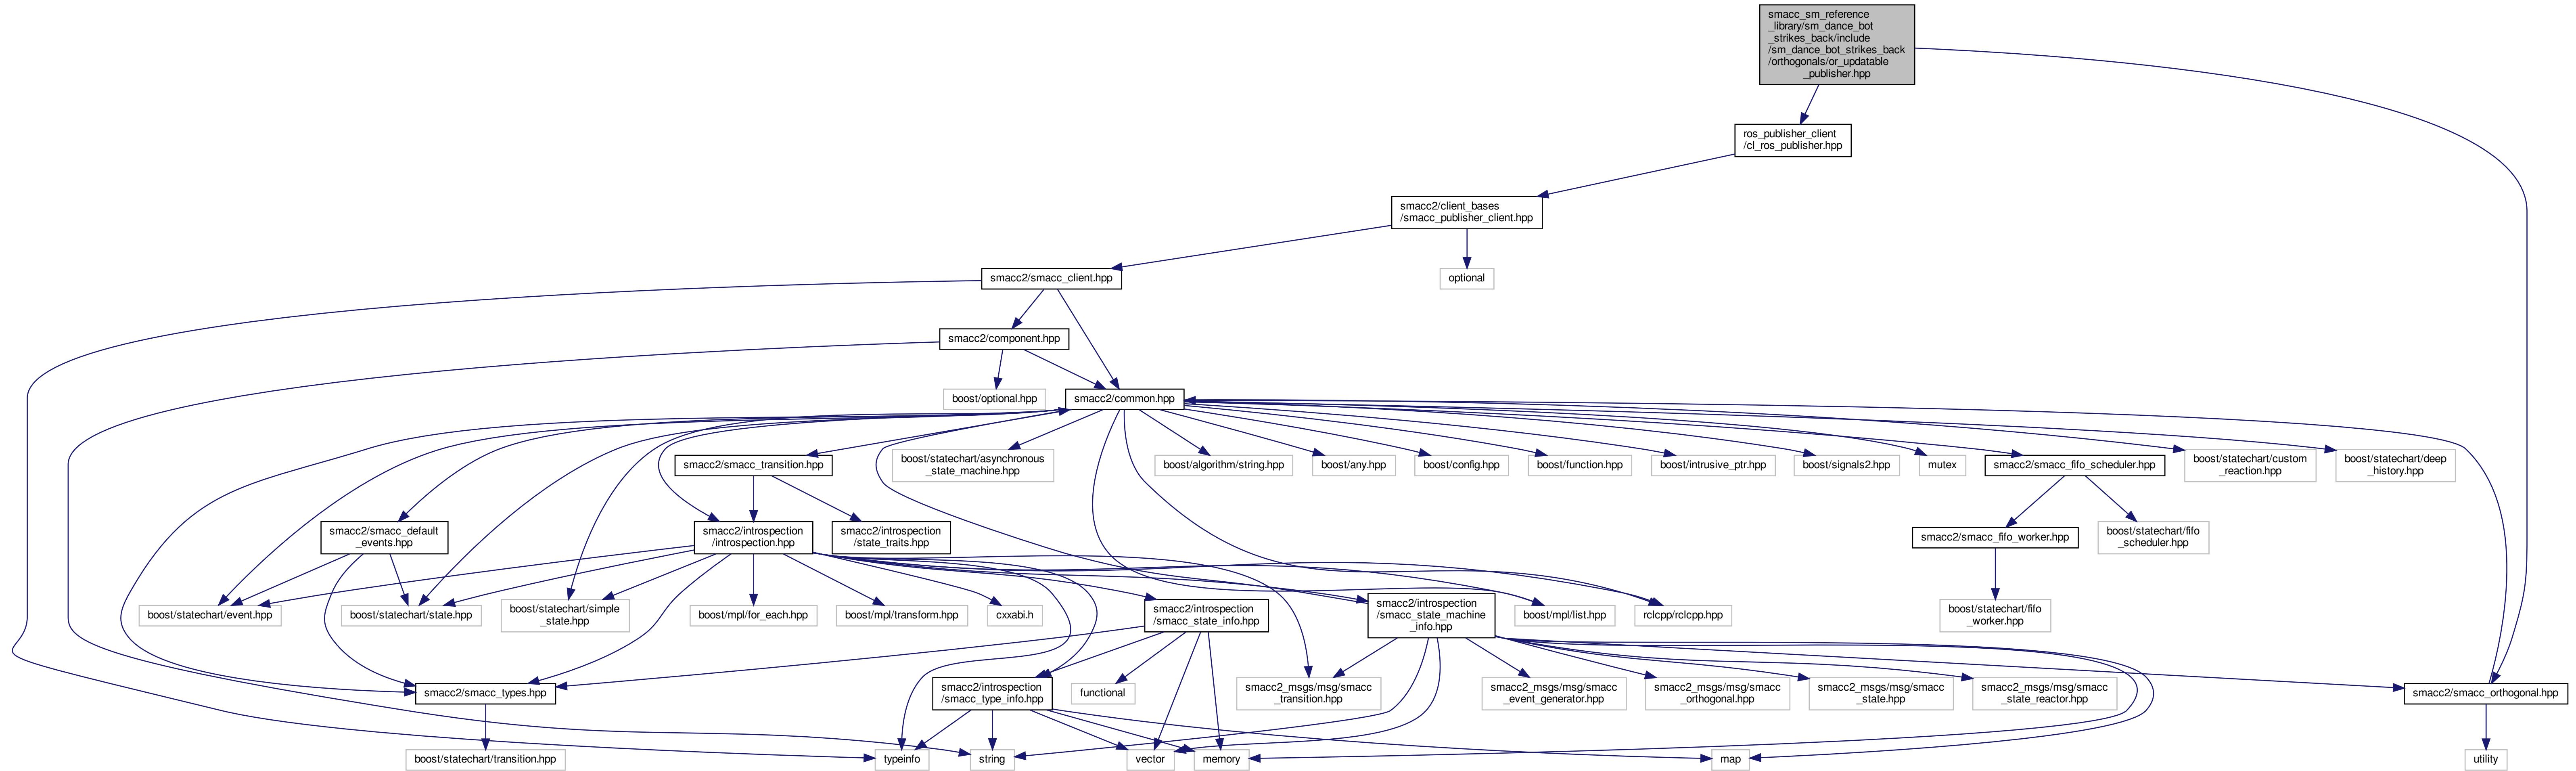 smacc_sm_reference
_library/sm_dance_bot
_strikes_back/include
/sm_dance_bot_strikes_back
/orthogonals/or_updatable
_publisher.hpp
ros_publisher_client
/cl_ros_publisher.hpp
smacc2/client_bases
/smacc_publisher_client.hpp
smacc2/smacc_client.hpp
optional
smacc2/component.hpp
boost/optional.hpp
smacc2/common.hpp
smacc2/smacc_transition.hpp
boost/statechart/asynchronous
_state_machine.hpp
boost/algorithm/string.hpp
boost/any.hpp
boost/config.hpp
boost/function.hpp
boost/intrusive_ptr.hpp
boost/signals2.hpp
mutex
smacc2/smacc_fifo_scheduler.hpp
boost/statechart/custom
_reaction.hpp
boost/statechart/deep
_history.hpp
smacc2/smacc_default
_events.hpp
smacc2/introspection
/introspection.hpp
smacc2/introspection
/state_traits.hpp
smacc2/smacc_fifo_worker.hpp
boost/statechart/fifo
_scheduler.hpp
boost/statechart/event.hpp
boost/statechart/state.hpp
boost/statechart/simple
_state.hpp
boost/mpl/for_each.hpp
boost/mpl/transform.hpp
cxxabi.h
smacc2/introspection
/smacc_state_info.hpp
smacc2/introspection
/smacc_state_machine
_info.hpp
boost/mpl/list.hpp
rclcpp/rclcpp.hpp
boost/statechart/fifo
_worker.hpp
smacc2/smacc_types.hpp
smacc2/introspection
/smacc_type_info.hpp
functional
smacc2_msgs/msg/smacc
_transition.hpp
smacc2_msgs/msg/smacc
_event_generator.hpp
smacc2_msgs/msg/smacc
_orthogonal.hpp
smacc2_msgs/msg/smacc
_state.hpp
smacc2_msgs/msg/smacc
_state_reactor.hpp
smacc2/smacc_orthogonal.hpp
boost/statechart/transition.hpp
typeinfo
string
vector
memory
map
utility